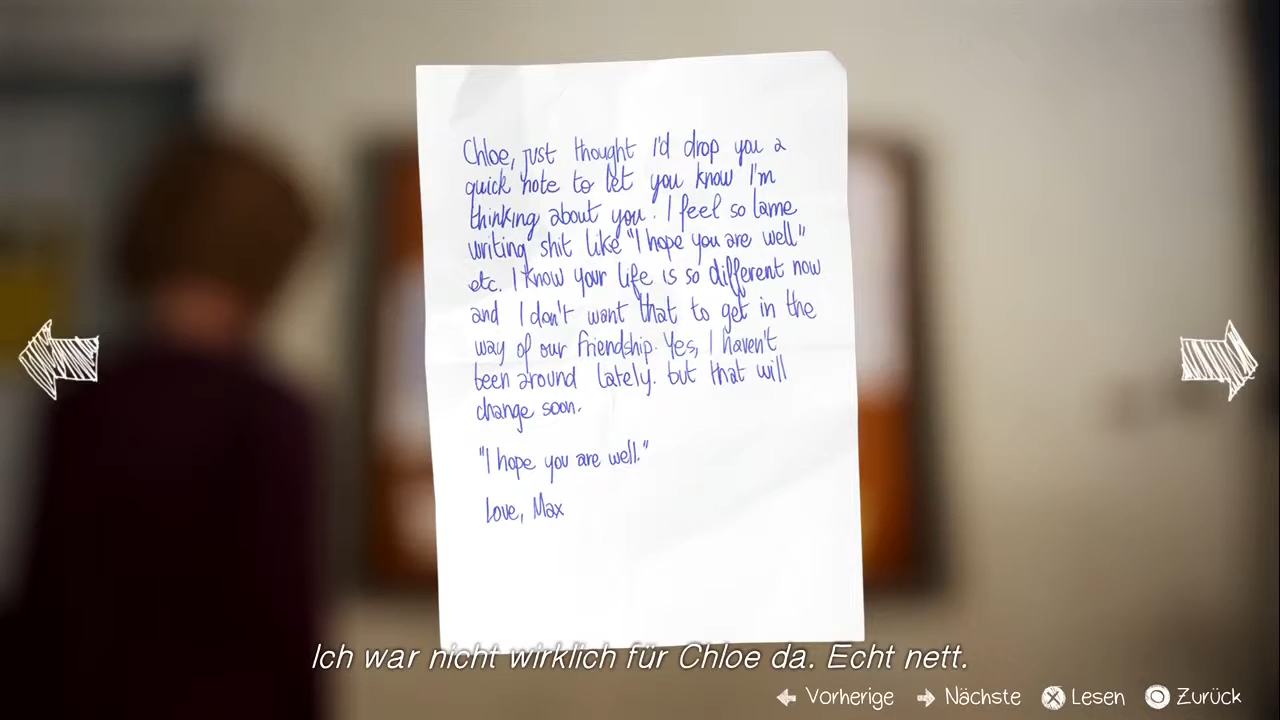 Chloe, just thought I'd drop you a
quick note to let you know I'm
thinking about you. I feel so lame
writing shit like "I hope you are well"
etc. I know your life is so different now
and I don't want that to get in the
way of our friendship. Yes, I haven't
been around lately. but that will
change soon.
"I hope you are well."
Love, Max
Ich war nicht wirklich für Chloe da. Echt nett.
Vorherige Nächste Lesen Zurück